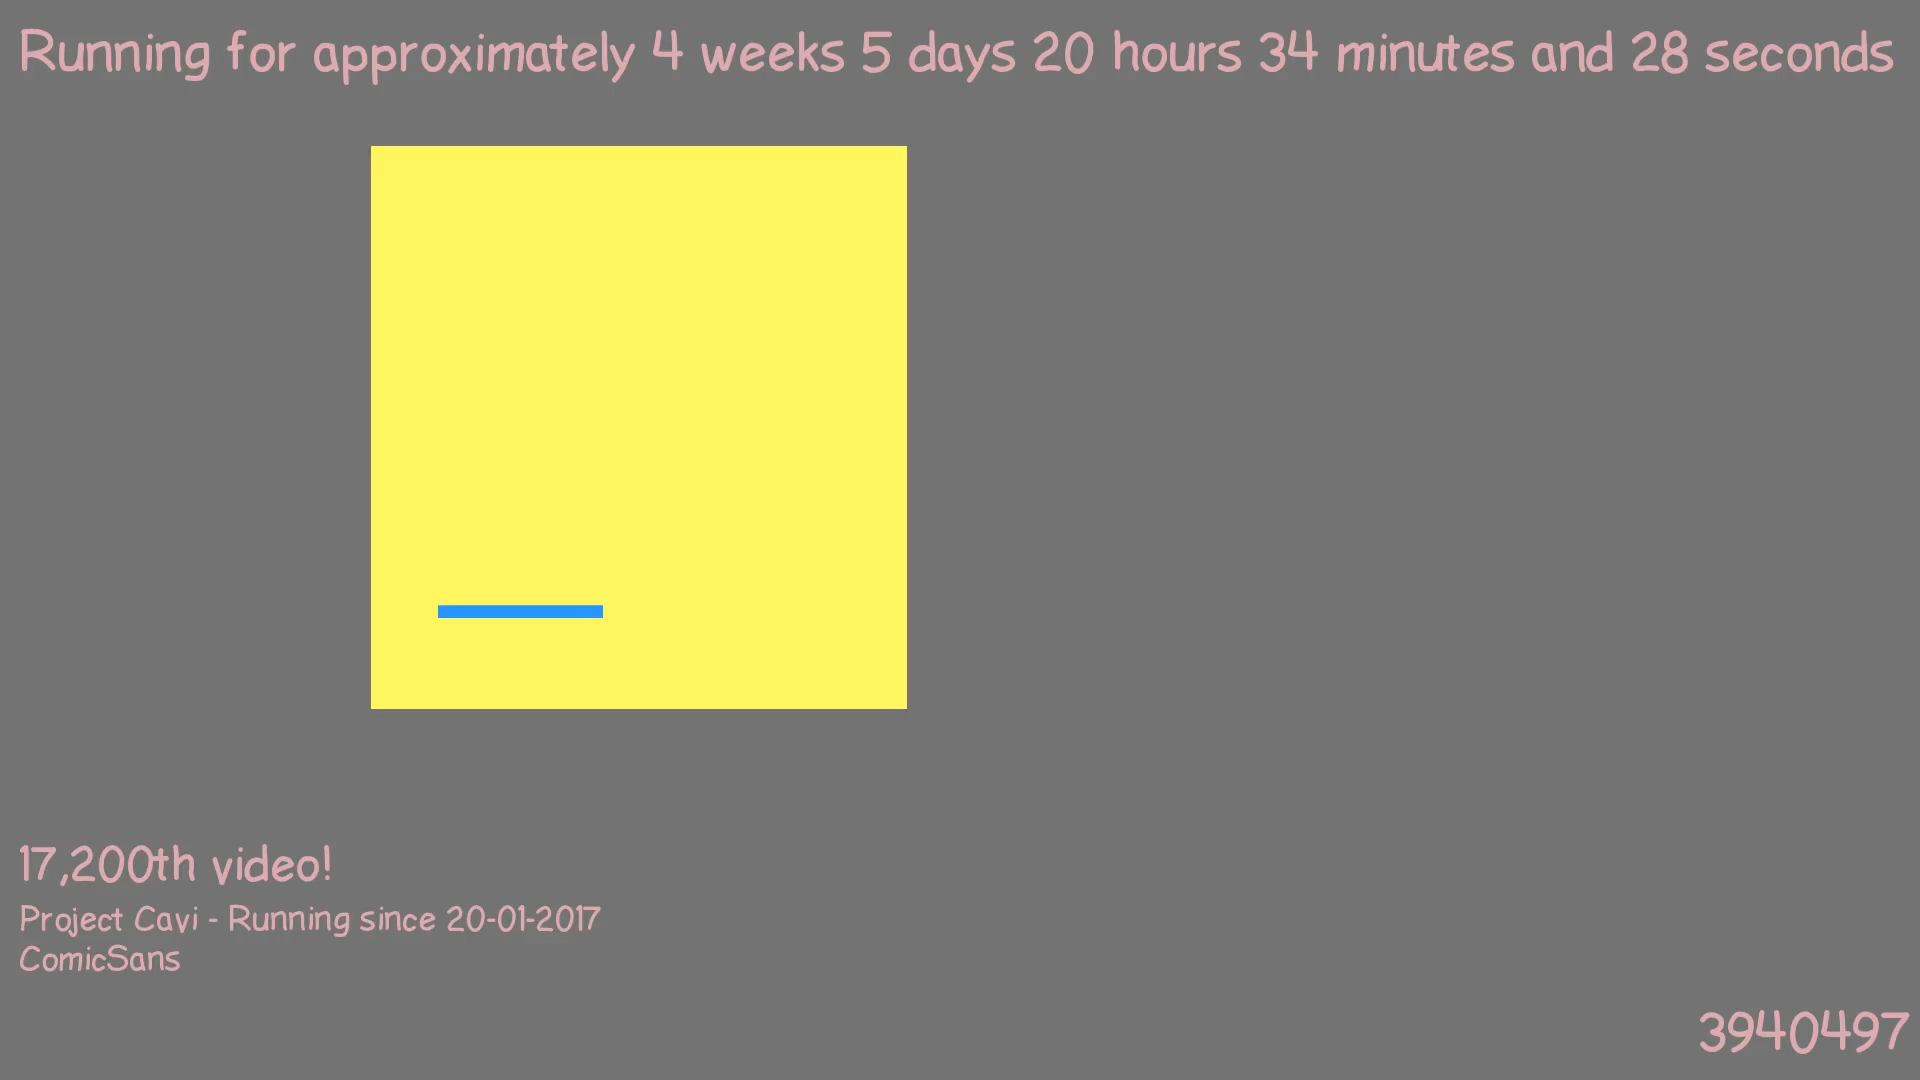 Running for approximately 4 weeks 5 days 20 hours 34 minutes and 28 seconds
17,200th video!
Project Cavi - Running since 20-01-2017
ComicSans
3940497